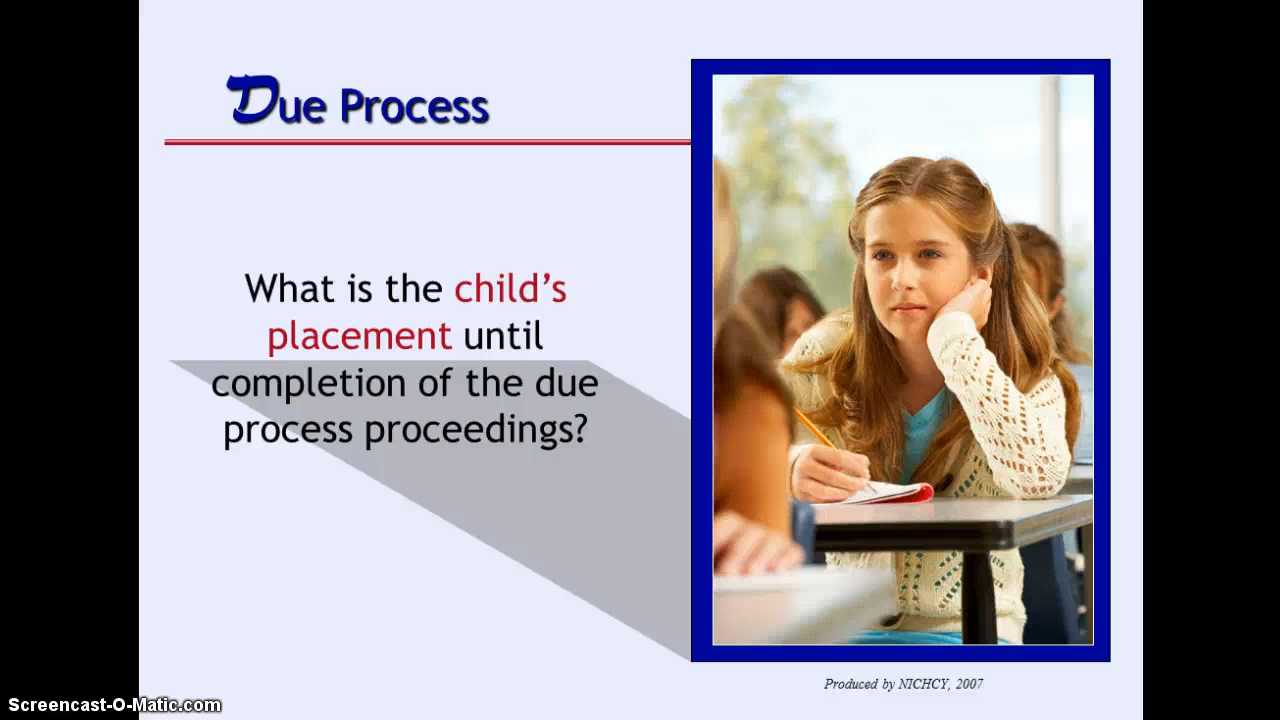 Due Process
What is the child’s
placement until
completion of the due
process proceedings?
Produced by NICHCY, 2007
Screencast-O-Matic.com